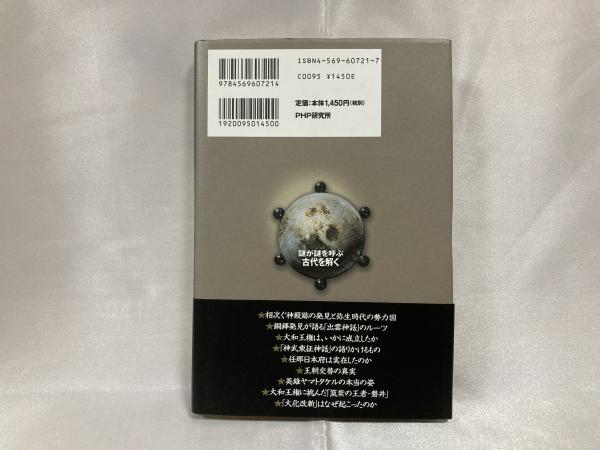 ISBN4-569-60721-7
C0095 ¥1450E
定価:本体1,450円(税別)
PHP研究所
9784569607214
1920095014500
謎が謎を呼ぶ
古代を解く
★相次ぐ神殿跡の発見と弥生時代の勢力図
★銅鐸発見が語る「出雲神話」のルーツ
★大和王権は、いかに成立したか
★「神武東征神話」の語りかけるもの
★任那日本府は実在したのか
★王朝交替の真実
★英雄ヤマトタケルの本当の姿
★大和王権に挑んだ「筑紫の王者・磐井」
★「大化改新」はなぜ起こったのか